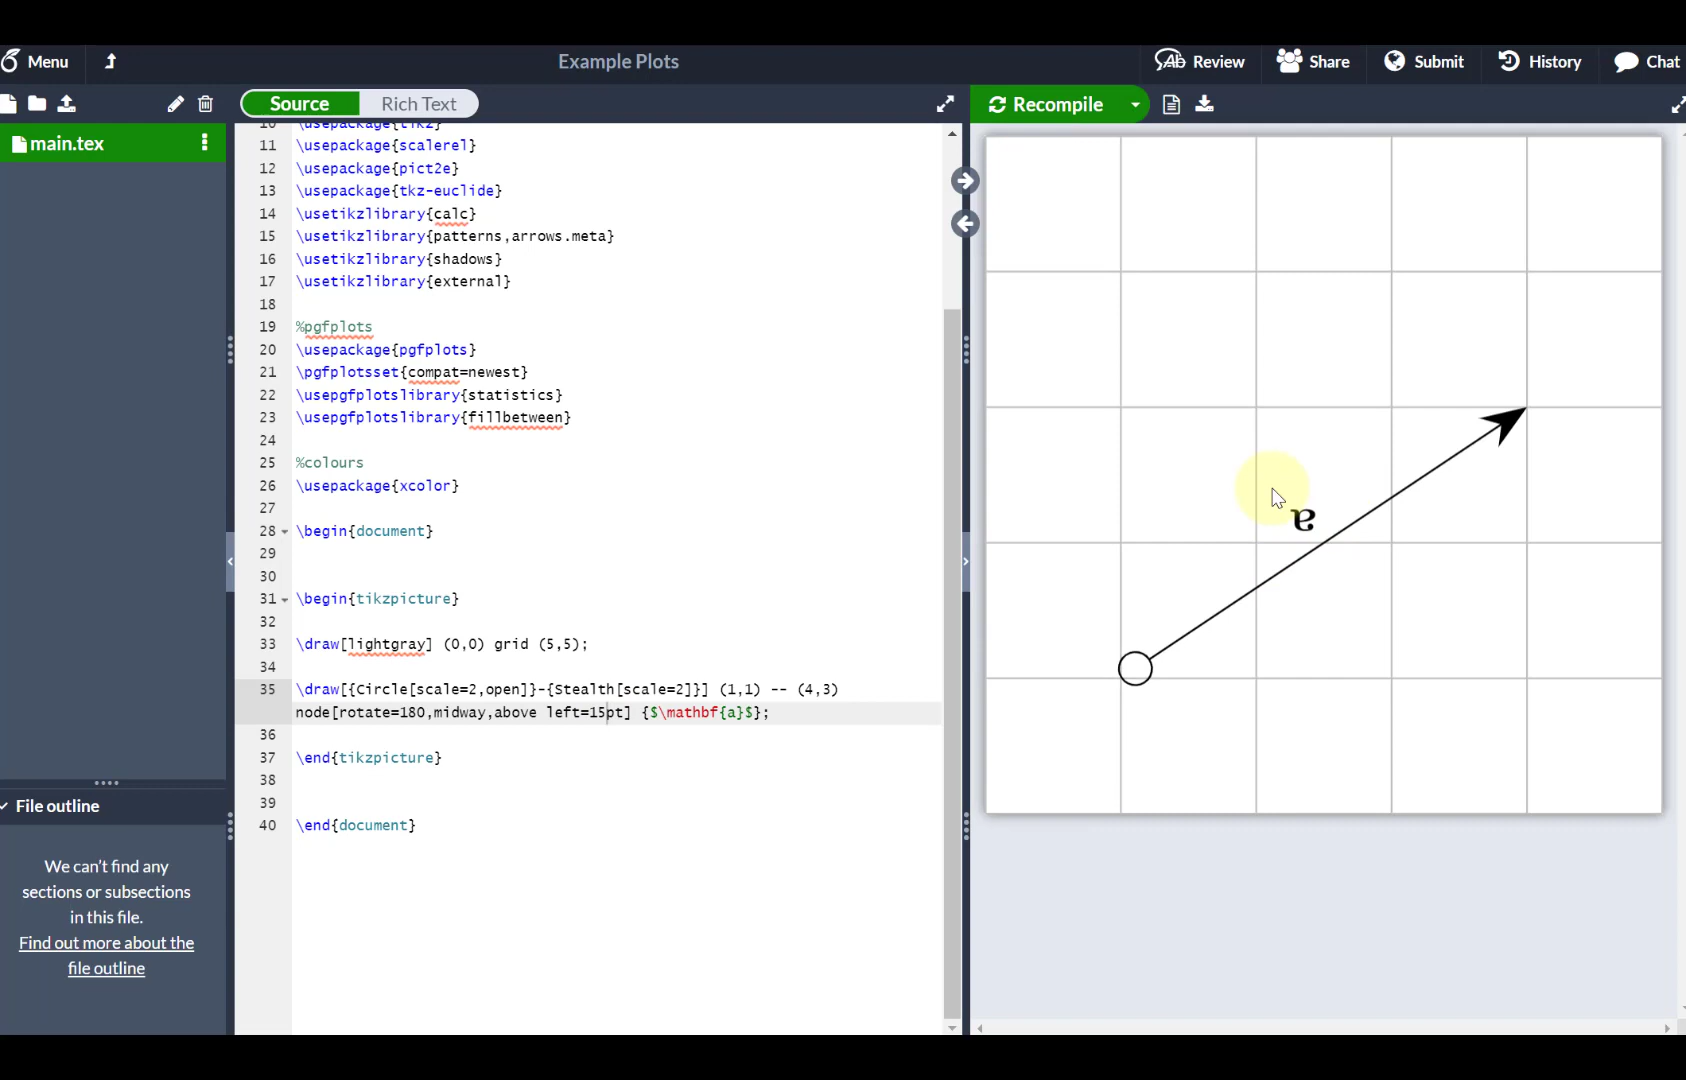 Menu
Example Plots
Review
Share
Submit
History
Chat
Source
Rich Text
Recompile
main.tex
10 \usepackage{tikz}
11 \usepackage{scalerel}
12 \usepackage{pict2e}
13 \usepackage{tkz-euclide}
14 \usetikzlibrary{calc}
15 \usetikzlibrary{patterns,arrows.meta}
16 \usetikzlibrary{shadows}
17 \usetikzlibrary{external}
18
19 %pgfplots
20 \usepackage{pgfplots}
21 \pgfplotsset{compat=newest}
22 \usepgfplotslibrary{statistics}
23 \usepgfplotslibrary{fillbetween}
24
25 %colours
26 \usepackage{xcolor}
27
28 \begin{document}
29
30
31 \begin{tikzpicture}
32
33 \draw[lightgray] (0,0) grid (5,5);
34
35 \draw[{Circle[scale=2,open]}-{Stealth[scale=2]}] (1,1) -- (4,3)
node[rotate=180,midway,above left=15pt] {$\mathbf{a}$};
36
37 \end{tikzpicture}
38
39
40 \end{document}
File outline
We can't find any
sections or subsections
in this file.
Find out more about the
file outline
a